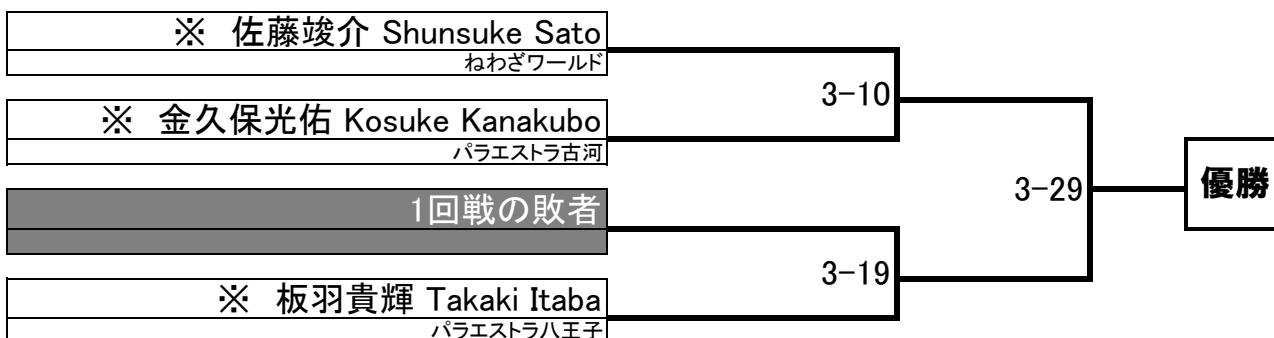 ※ 佐藤竣介 Shunsuke Sato
ねわざワールド
3-10
※ 金久保光佑 Kosuke Kanakubo
パラエストラ古河
3-29
優勝
1回戦の敗者
3-19
※ 板羽貴輝 Takaki Itaba
パラエストラ八王子